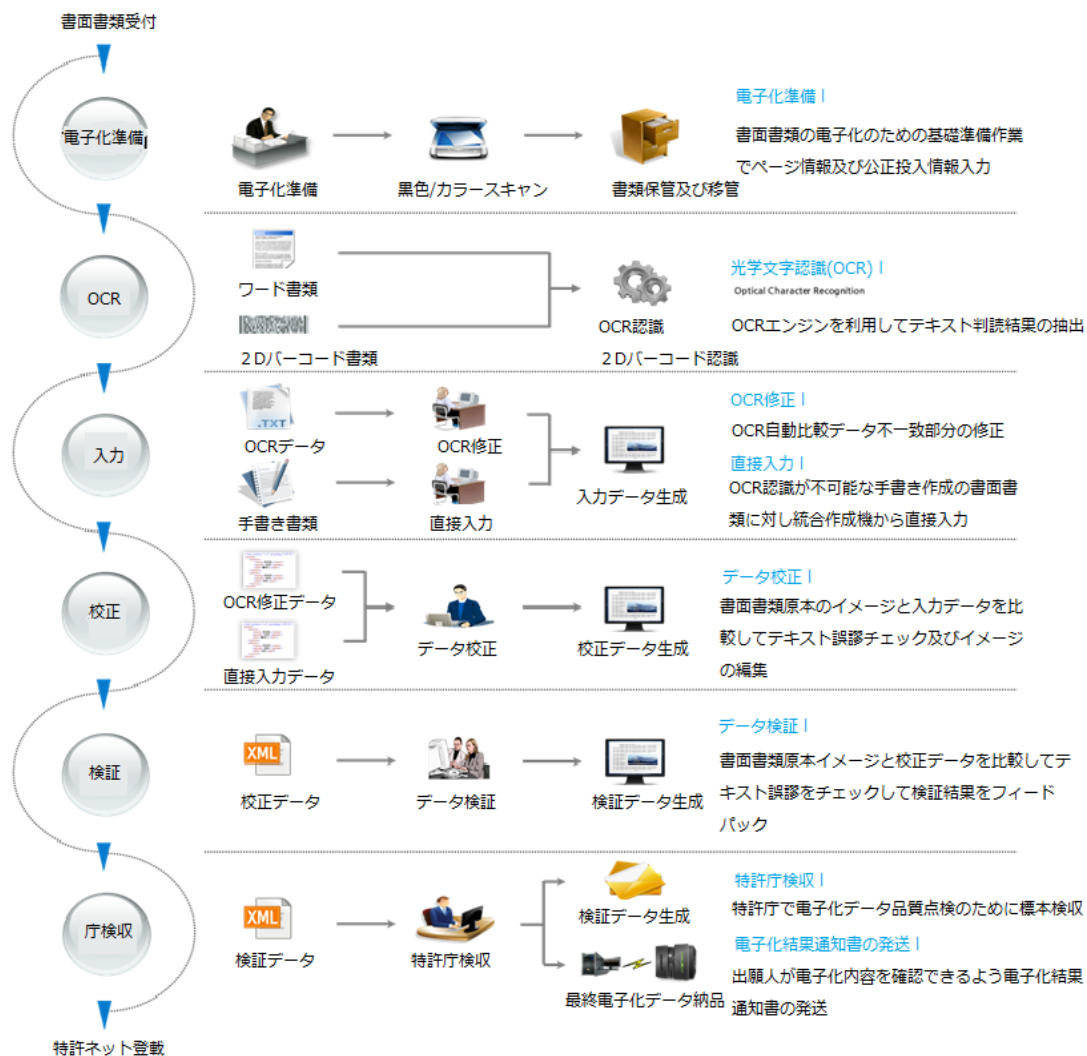 書面書類受付
電子化準備
電子化準備
黒色/カラースキャン
書類保管及び移管
電子化準備 |
書面書類の電子化のための基礎準備作業
でページ情報及び公正投入情報入力
OCR
ワード書類
2Dバーコード書類
OCR認識
2Dバーコード認識
光学文字認識(OCR) |
Optical Character Recognition
OCRエンジンを利用してテキスト判読結果の抽出
入力
.TXT
OCRデータ
OCR修正
手書き書類
直接入力
入力データ生成
OCR修正 |
OCR自動比較データ不一致部分の修正
直接入力 |
OCR認識が不可能な手書き作成の書面書
類に対し統合作成機から直接入力
校正
OCR修正データ
直接入力データ
データ校正
校正データ生成
データ校正 |
書面書類原本のイメージと入力データを比
較してテキスト誤謬チェック及びイメージ
の編集
検証
XML
校正データ
データ検証
検証データ生成
データ検証 |
書面書類原本イメージと校正データを比較してテ
キスト誤謬をチェックして検証結果をフィード
パック
庁検収
XML
検証データ
特許庁検収
検証データ生成
最終電子化データ納品
特許庁検収 |
特許庁で電子化データ品質点検のために標本検収
電子化結果通知書の発送 |
出願人が電子化内容を確認できるよう電子化結果
通知書の発送
特許ネット登載